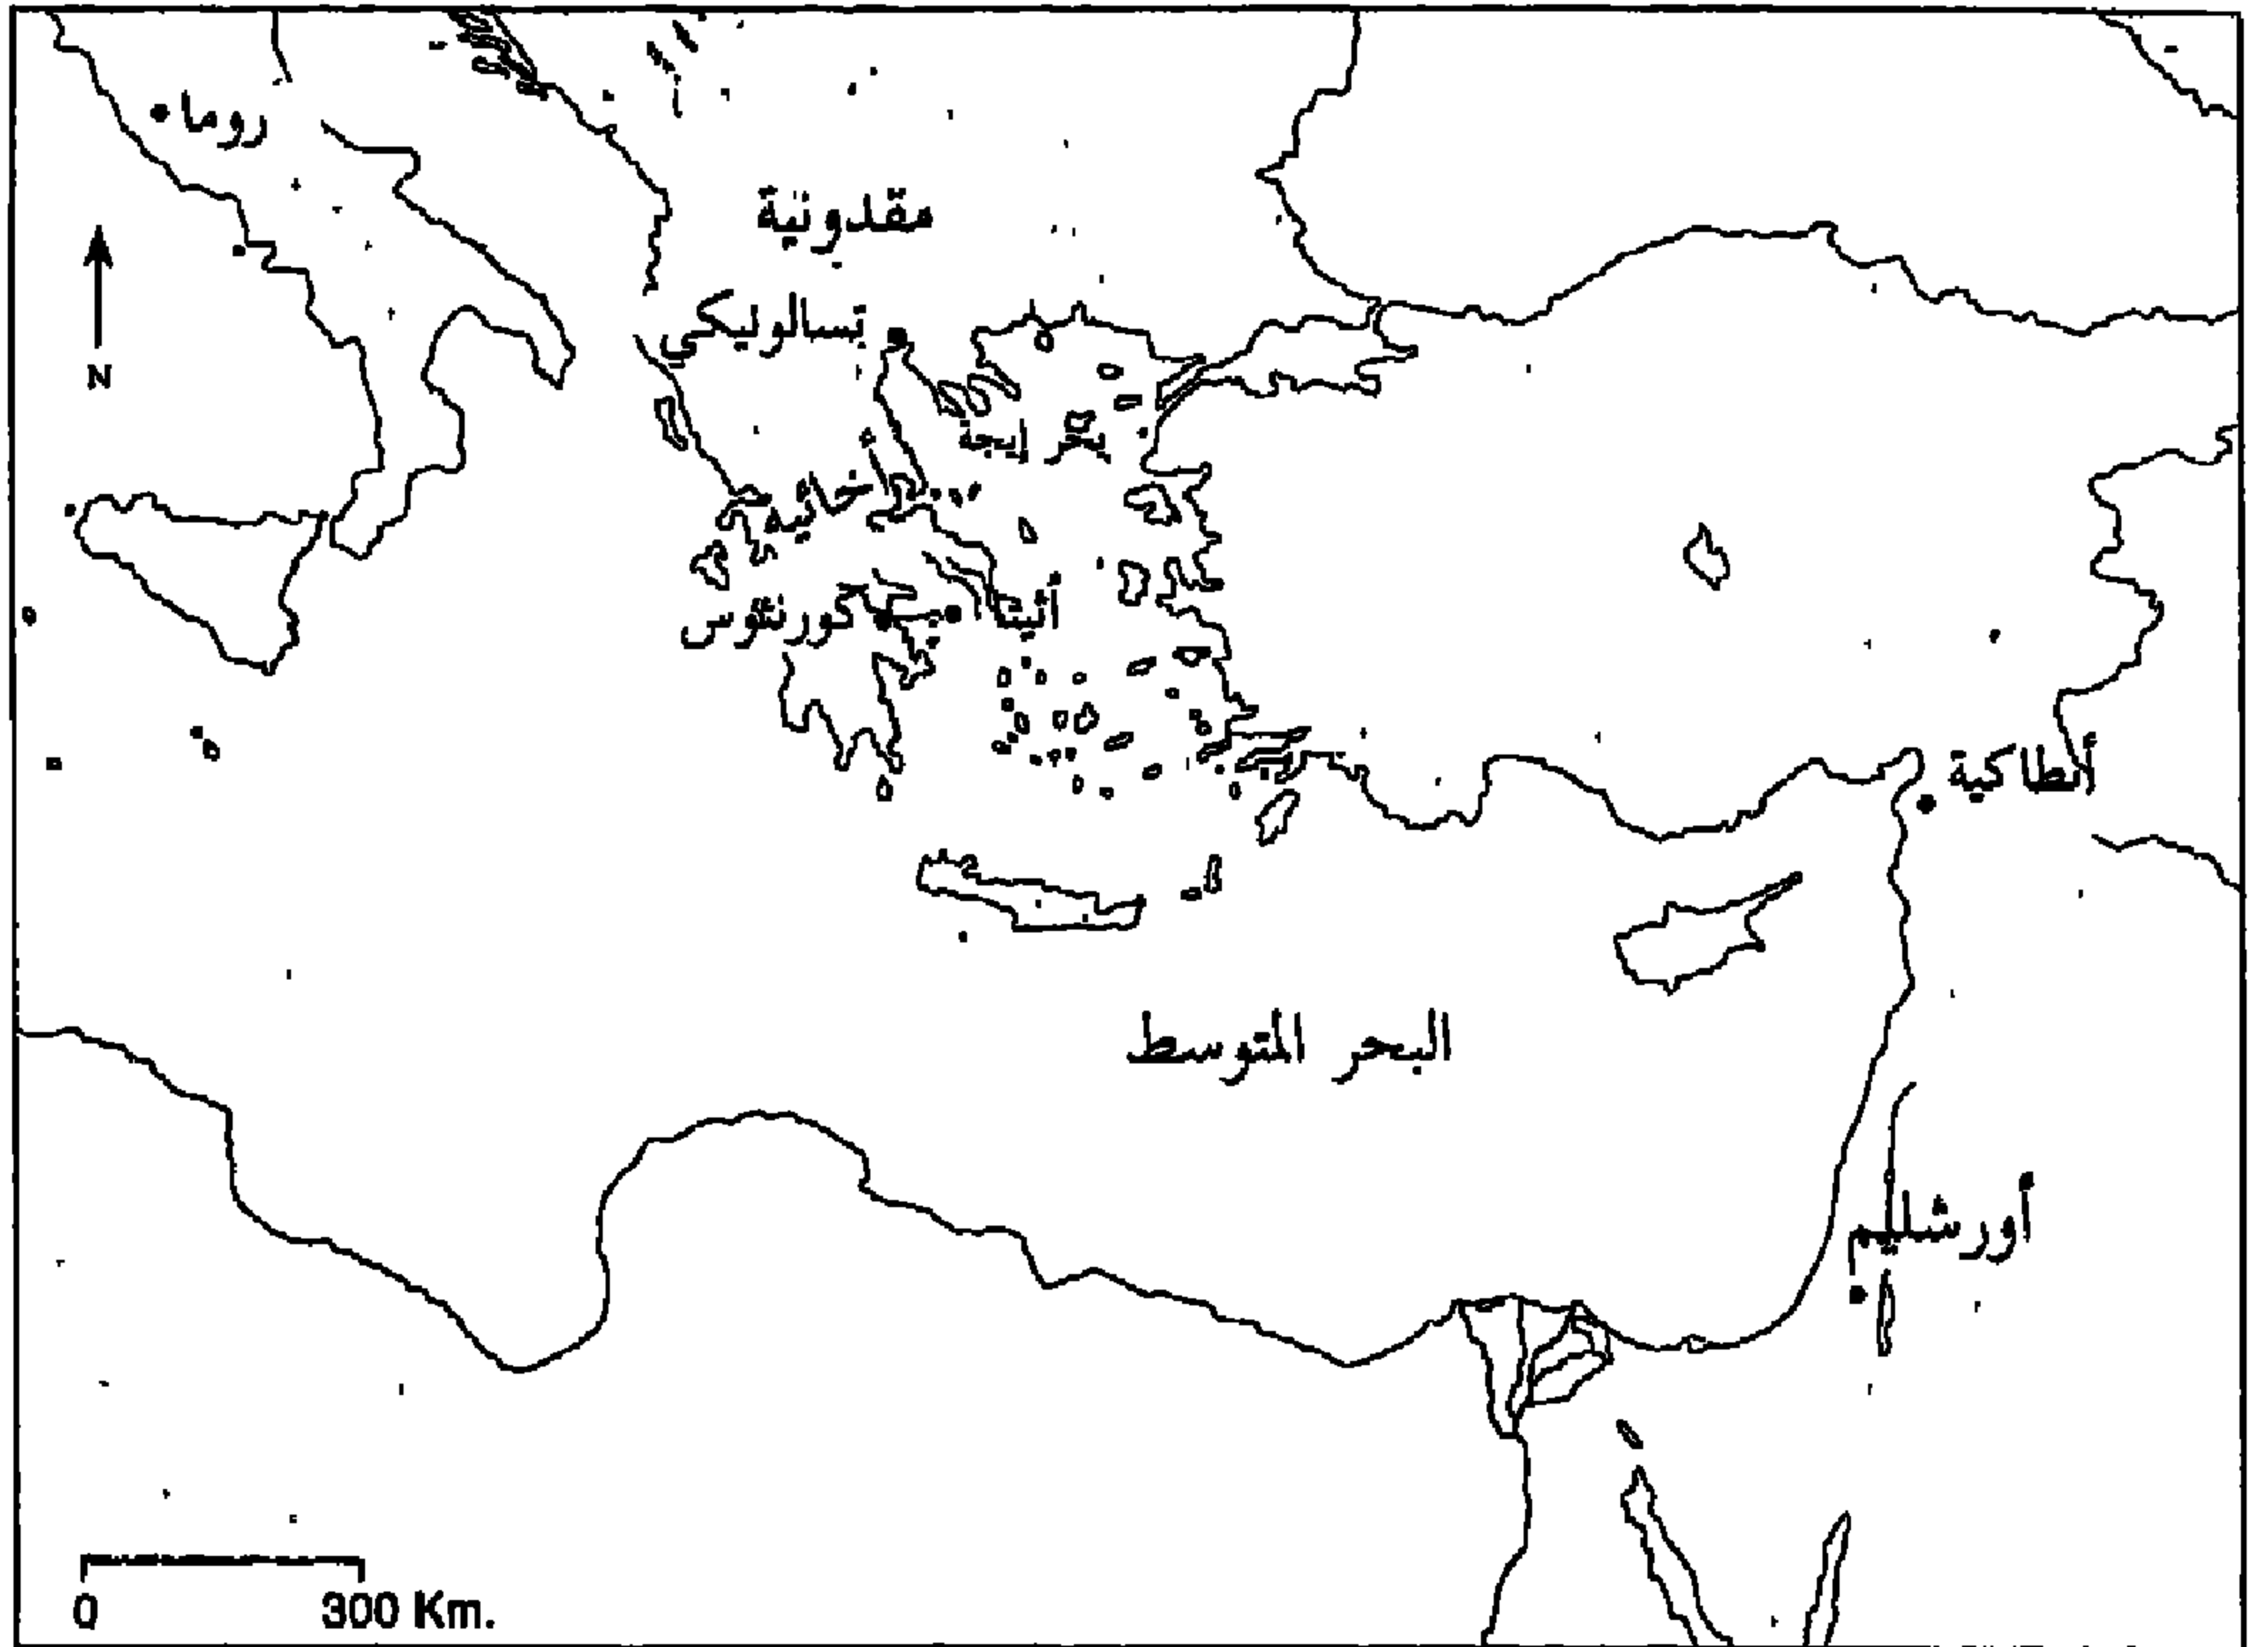 روما
مقدونية
تسالونيكي
بحر إيجة
أخائية
كورنثوس
أثينا
أنطاكية
البحر المتوسط
أورشليم
N
0 300 Km.